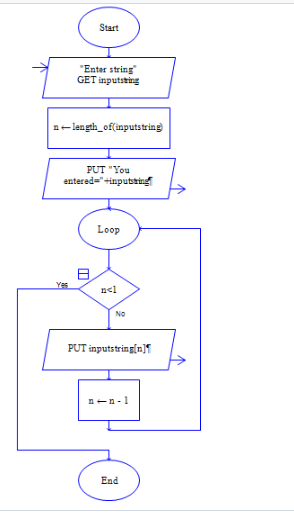 Start
"Enter string"
GET inputstring
n ← length_of(inputstring)
PUT "You
entered="+inputstring¶
Loop
Yes
n<1
No
PUT inputstring[n]¶
n ← n - 1
End